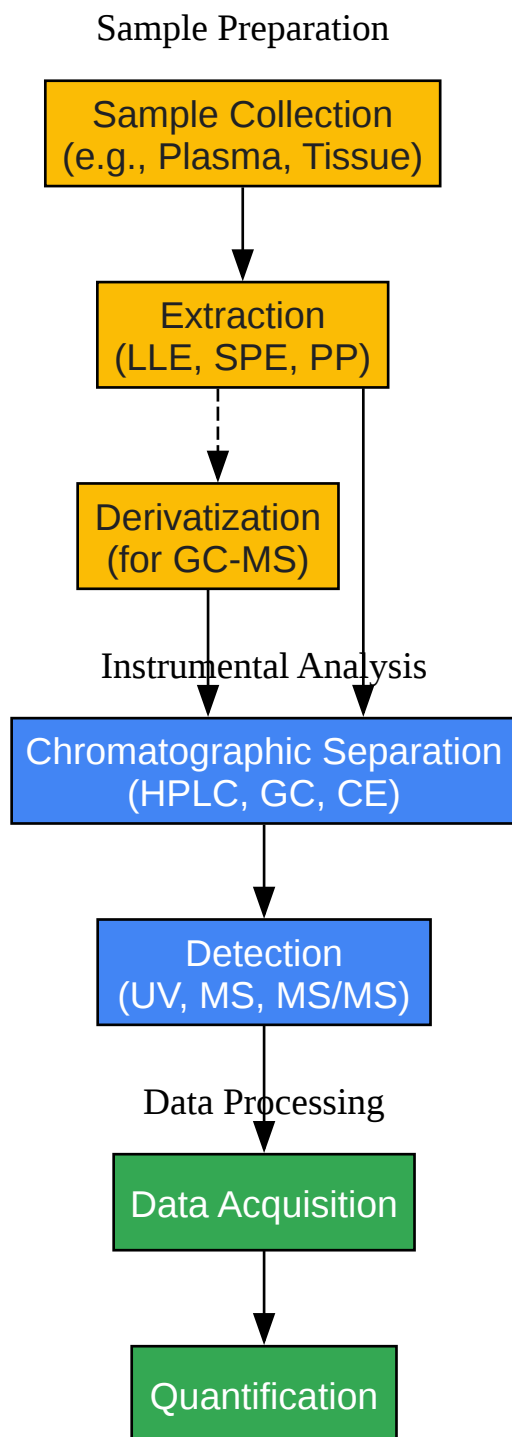 Sample Preparation
Sample Collection
(e.g., Plasma, Tissue)
Extraction
(LLE, SPE, PP)
Derivatization
(for GC-MS)
Instrumental Analysis
Chromatographic Separation
(HPLC, GC, CE)
Detection
(UV, MS, MS/MS)
Data Processing
Data Acquisition
Quantification